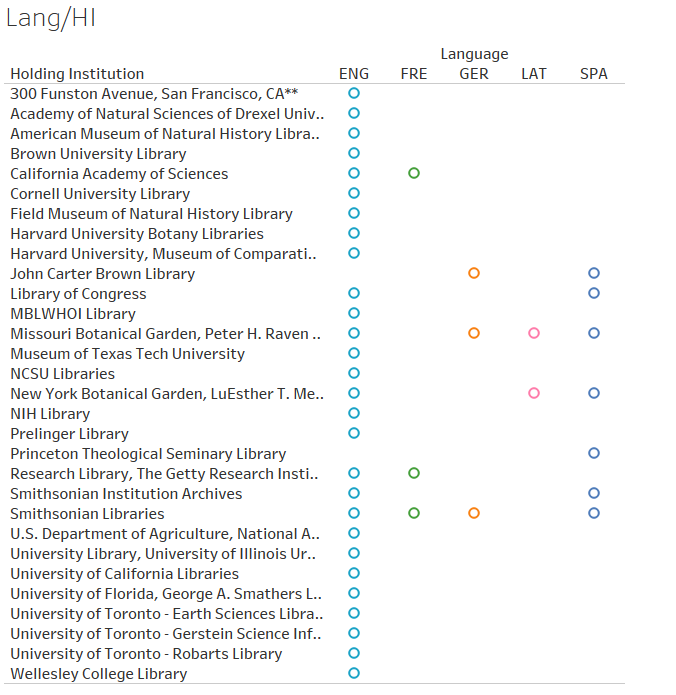 Lang/HI
Language
Holding Institution ENG FRE GER LAT SPA
300 Funston Avenue, San Francisco, CA**
Academy of Natural Sciences of Drexel Univ..
American Museum of Natural History Libra..
Brown University Library
California Academy of Sciences
Cornell University Library
Field Museum of Natural History Library
Harvard University Botany Libraries
Harvard University, Museum of Comparati..
John Carter Brown Library
Library of Congress
MBLWHOI Library
Missouri Botanical Garden, Peter H. Raven ..
Museum of Texas Tech University
NCSU Libraries
New York Botanical Garden, LuEsther T. Me..
NIH Library
Prelinger Library
Princeton Theological Seminary Library
Research Library, The Getty Research Insti..
Smithsonian Institution Archives
Smithsonian Libraries
U.S. Department of Agriculture, National A..
University Library, University of Illinois Ur..
University of California Libraries
University of Florida, George A. Smathers L..
University of Toronto - Earth Sciences Libra..
University of Toronto - Gerstein Science Inf..
University of Toronto - Robarts Library
Wellesley College Library